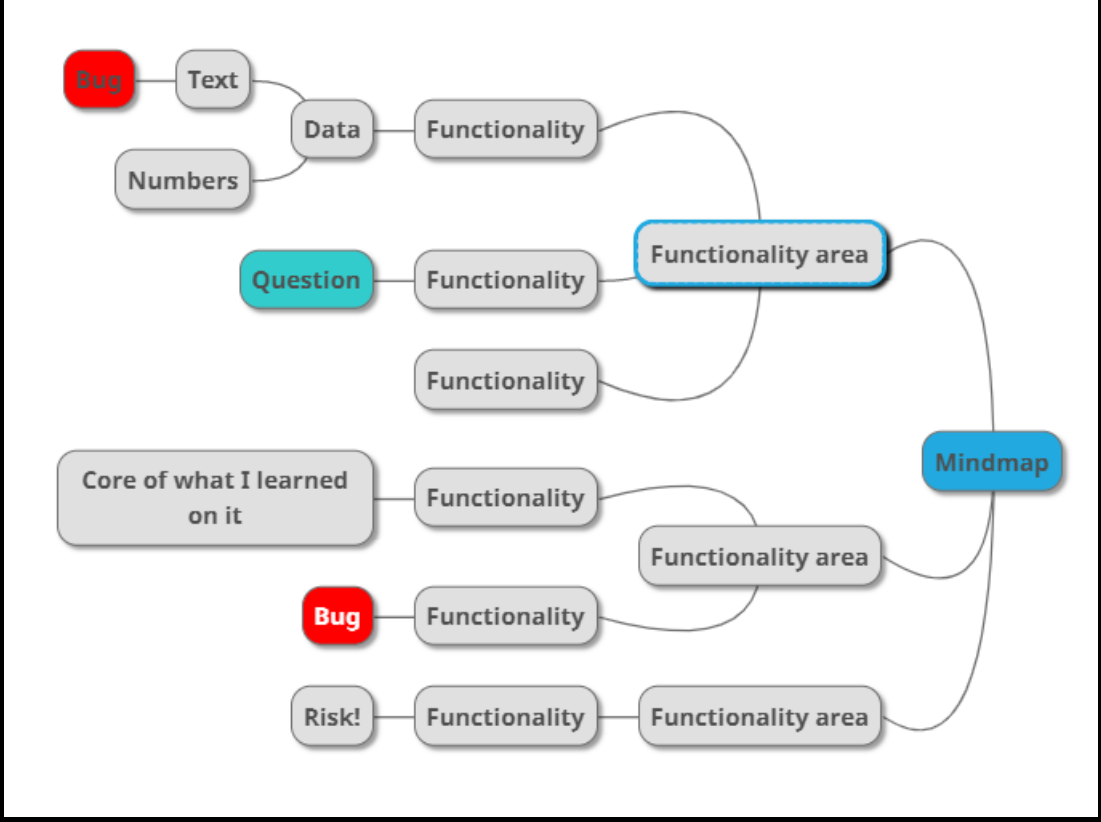 Bug
Text
Data
Functionality
Numbers
Functionality area
Question
Functionality
Functionality
Mindmap
Core of what I learned
on it
Functionality
Functionality area
Bug
Functionality
Risk!
Functionality
Functionality area